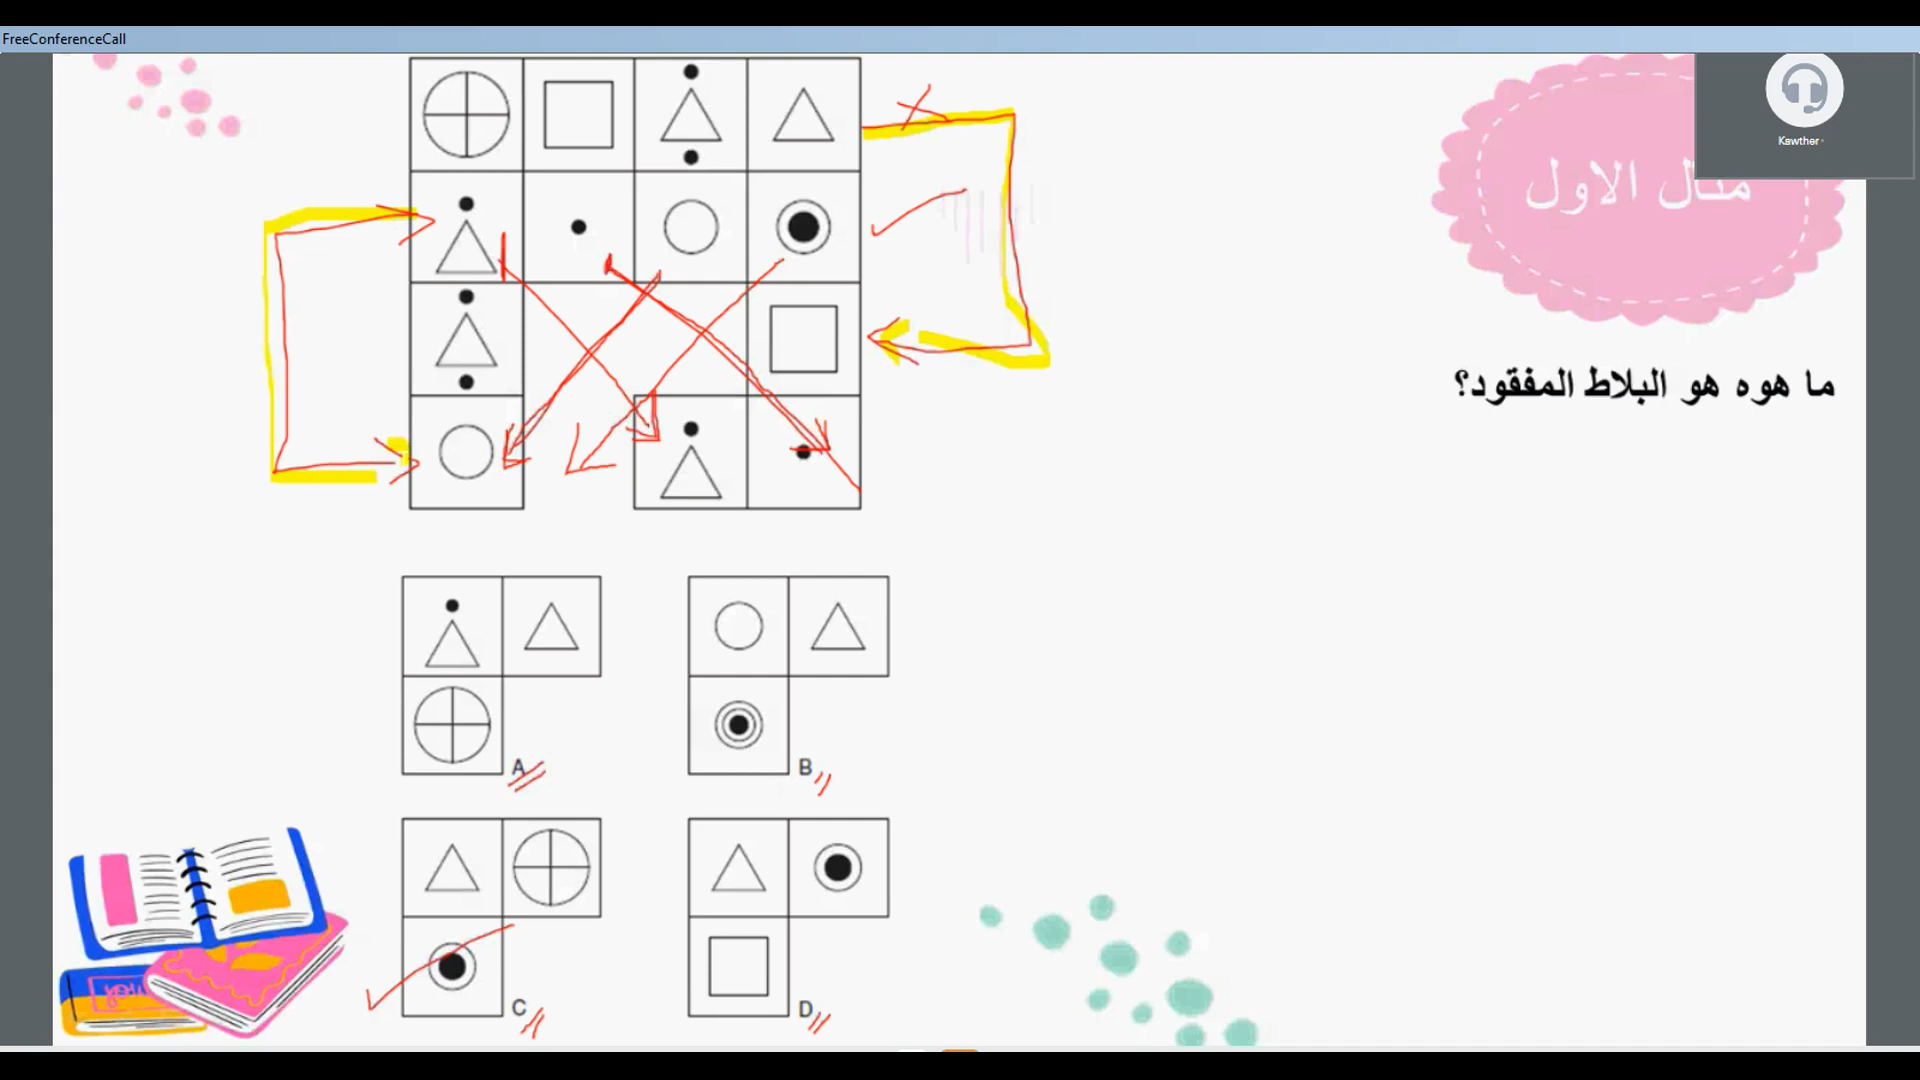 FreeConferenceCall
Kawther
مثال الاول
ما هوه هو البلاط المفقود؟
A
B
C
D